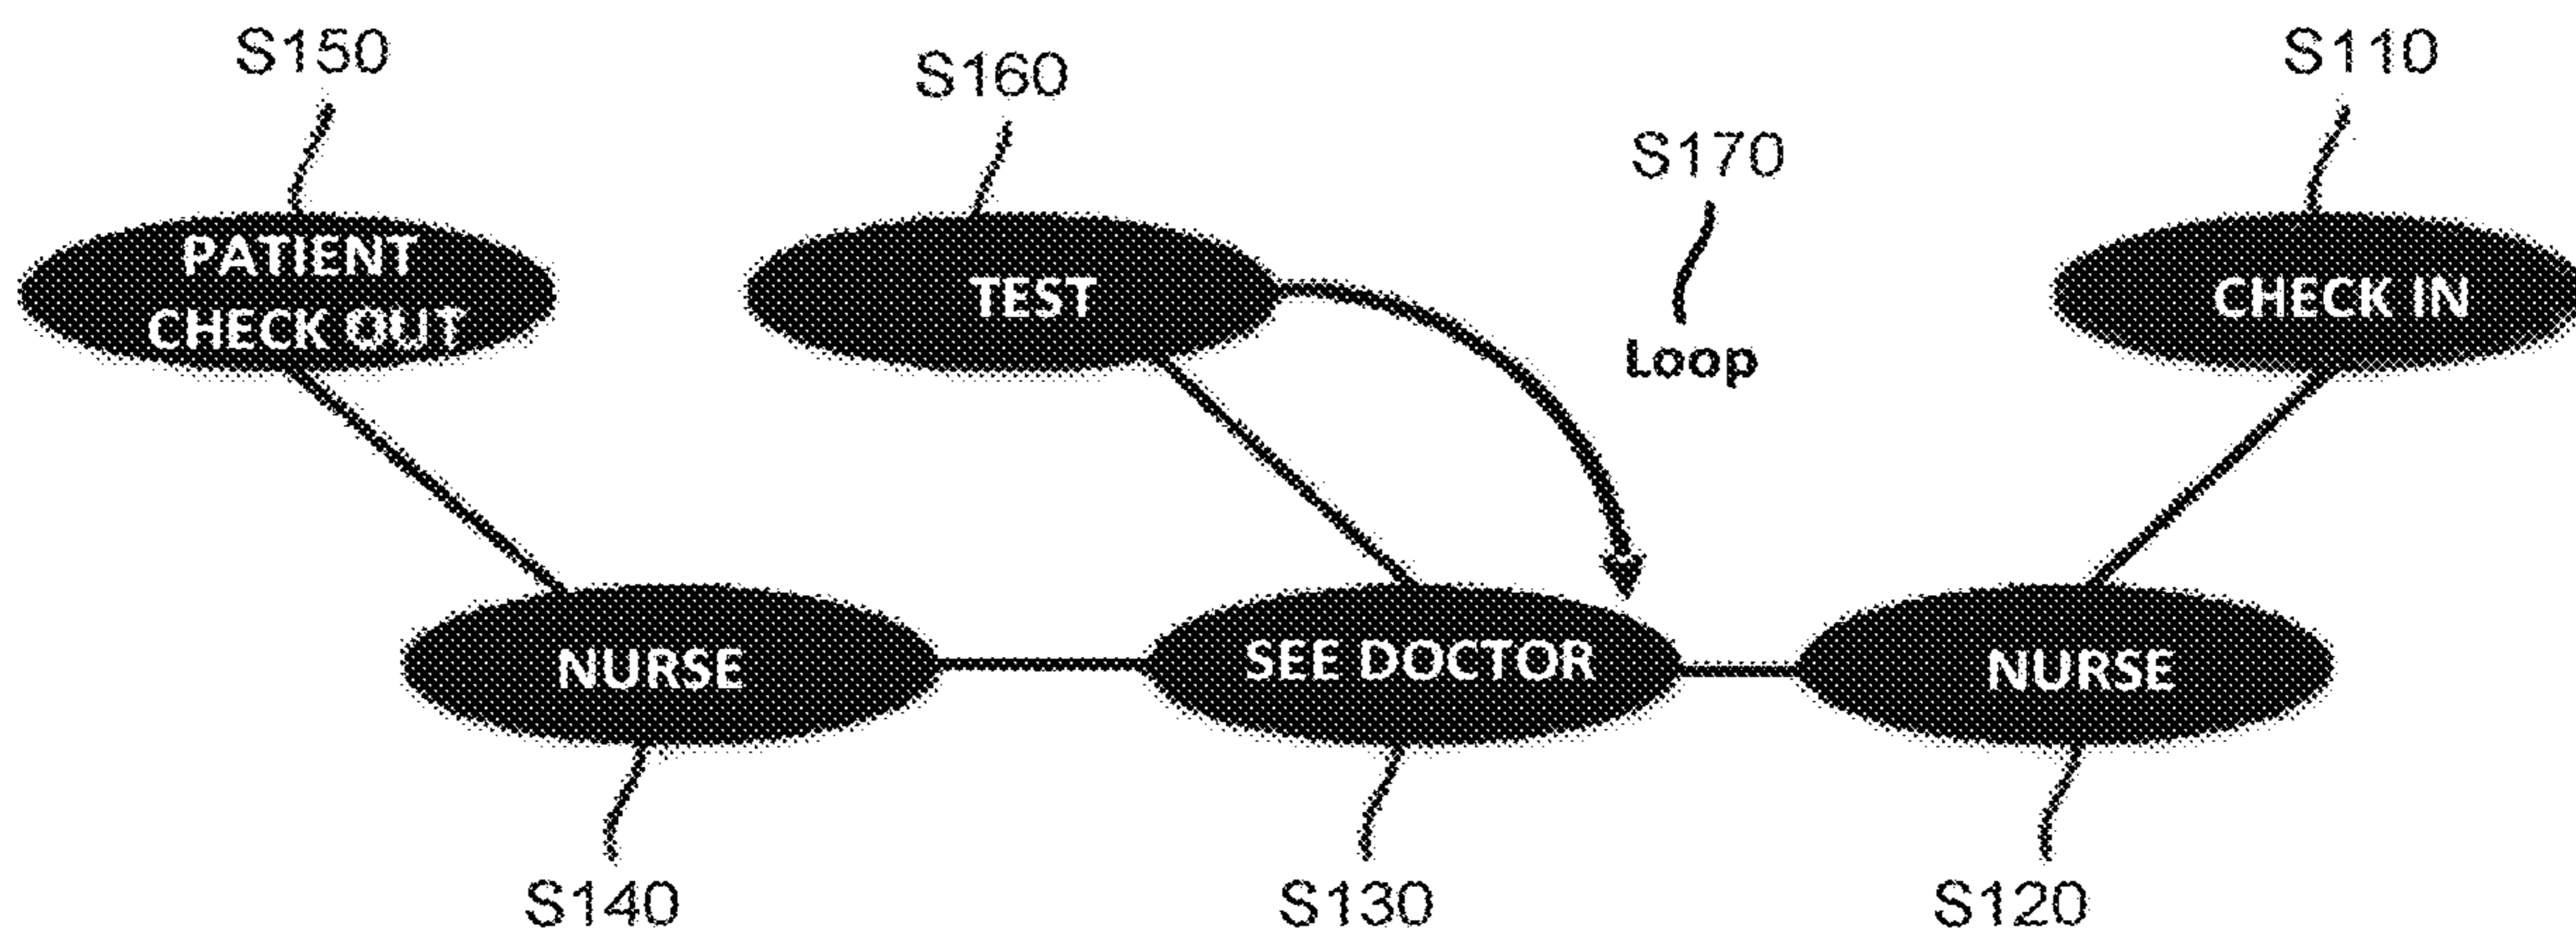 S150
S160
S110
S170
PATIENT
CHECK OUT
TEST
Loop
CHECK IN
NURSE
SEE DOCTOR
NURSE
S140
S130
S120